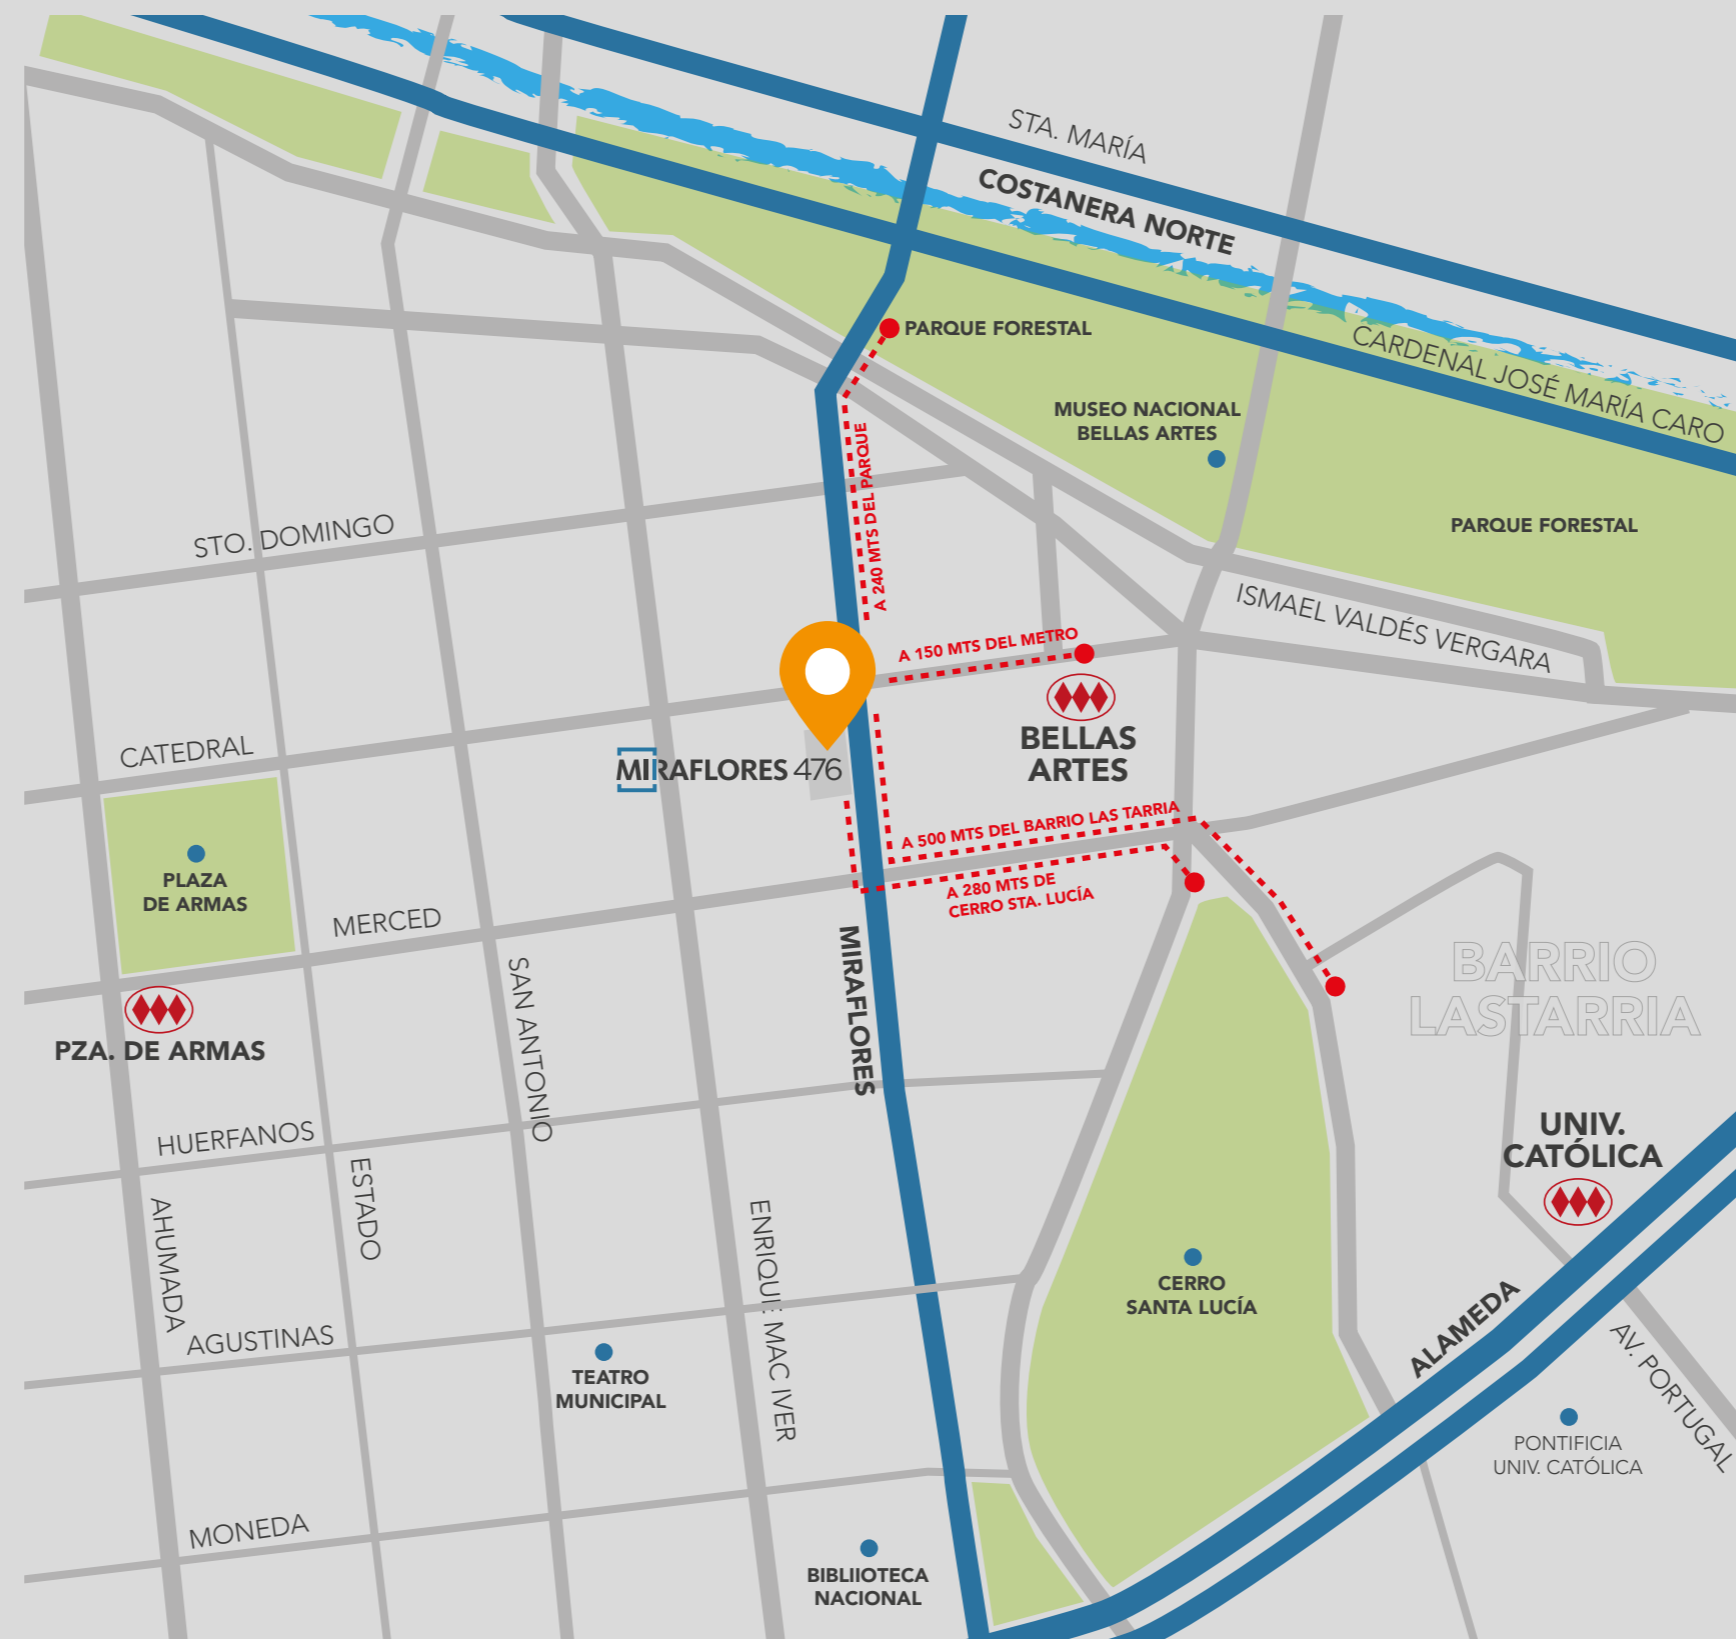 STA. MARÍA
COSTANERA NORTE
PARQUE FORESTAL
CARDENAL JOSÉ MARÍA CARO
MUSEO NACIONAL
BELLAS ARTES
A 240 MTS DEL PARQUE
STO. DOMINGO
PARQUE FORESTAL
ISMAEL VALDÉS VERGARA
A 150 MTS DEL METRO
BELLAS
ARTES
CATEDRAL
MIRAFLORES 476
A 500 MTS DEL BARRIO LAS TARRIA
A 280 MTS DE
CERRO STA. LUCÍA
PLAZA
DE ARMAS
MERCED
MIRAFLORES
BARRIO
LASTARRIA
SAN ANTONIO
PZA. DE ARMAS
UNIV.
CATÓLICA
HUERFANOS
ESTADO
AHUMADA
ENRIQUE MAC IVER
CERRO
SANTA LUCÍA
ALAMEDA
AV. PORTUGAL
AGUSTINAS
TEATRO
MUNICIPAL
PONTIFICIA
UNIV. CATÓLICA
MONEDA
BIBLIIOTECA
NACIONAL